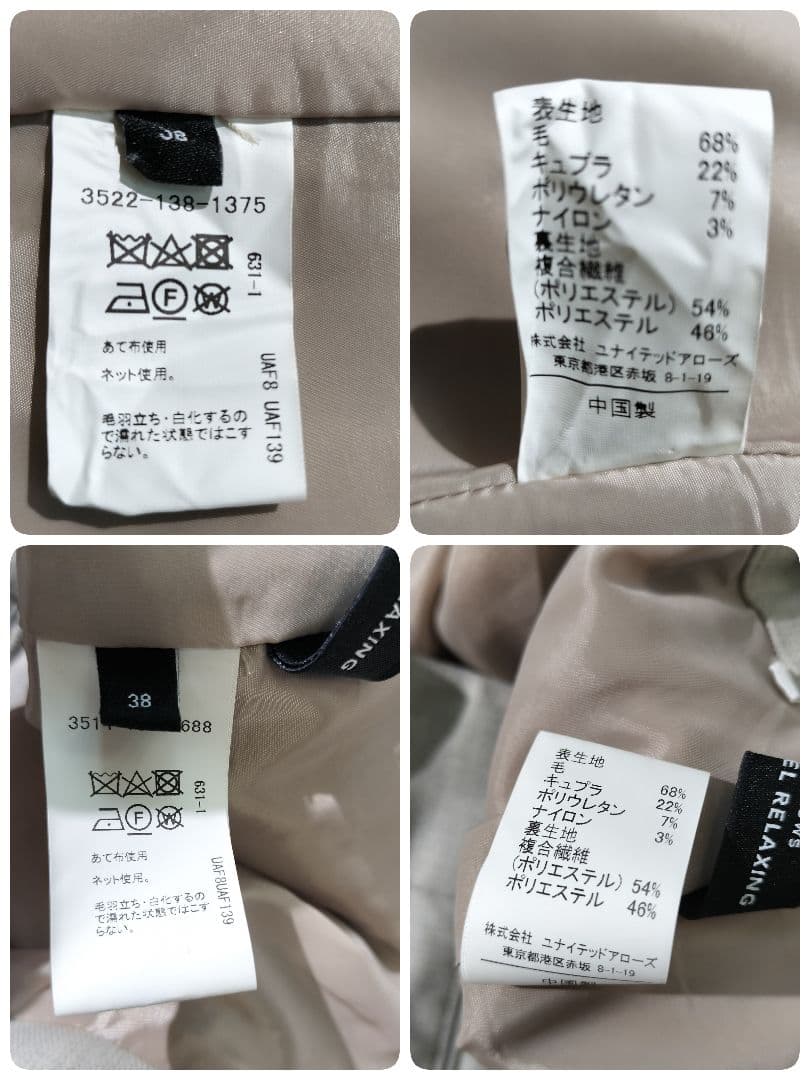 38
3522-138-1375
631-1
F
W
あて布使用
ネット使用。
毛羽立ち・白化するの
で濡れた状態ではこす
らない。
UAF8 UAF139
表生地
毛 68%
キュプラ 22%
ポリウレタン 7%
ナイロン 3%
裏生地
複合繊維
(ポリエステル) 54%
ポリエステル 46%
株式会社 ユナイテッドアローズ
東京都港区赤坂 8-1-19
中国製
RELAXING
38
3514
688
631-1
F
W
あて布使用
ネット使用。
毛羽立ち・白化するの
で濡れた状態ではこす
らない。
UAF8UAF139
表生地
毛 68%
キュプラ 22%
ポリウレタン 7%
ナイロン 3%
裏生地
複合繊維
(ポリエステル) 54%
ポリエステル 46%
株式会社 ユナイテッドアローズ
東京都港区赤坂 8-1-19
中国製
EL RELAXING